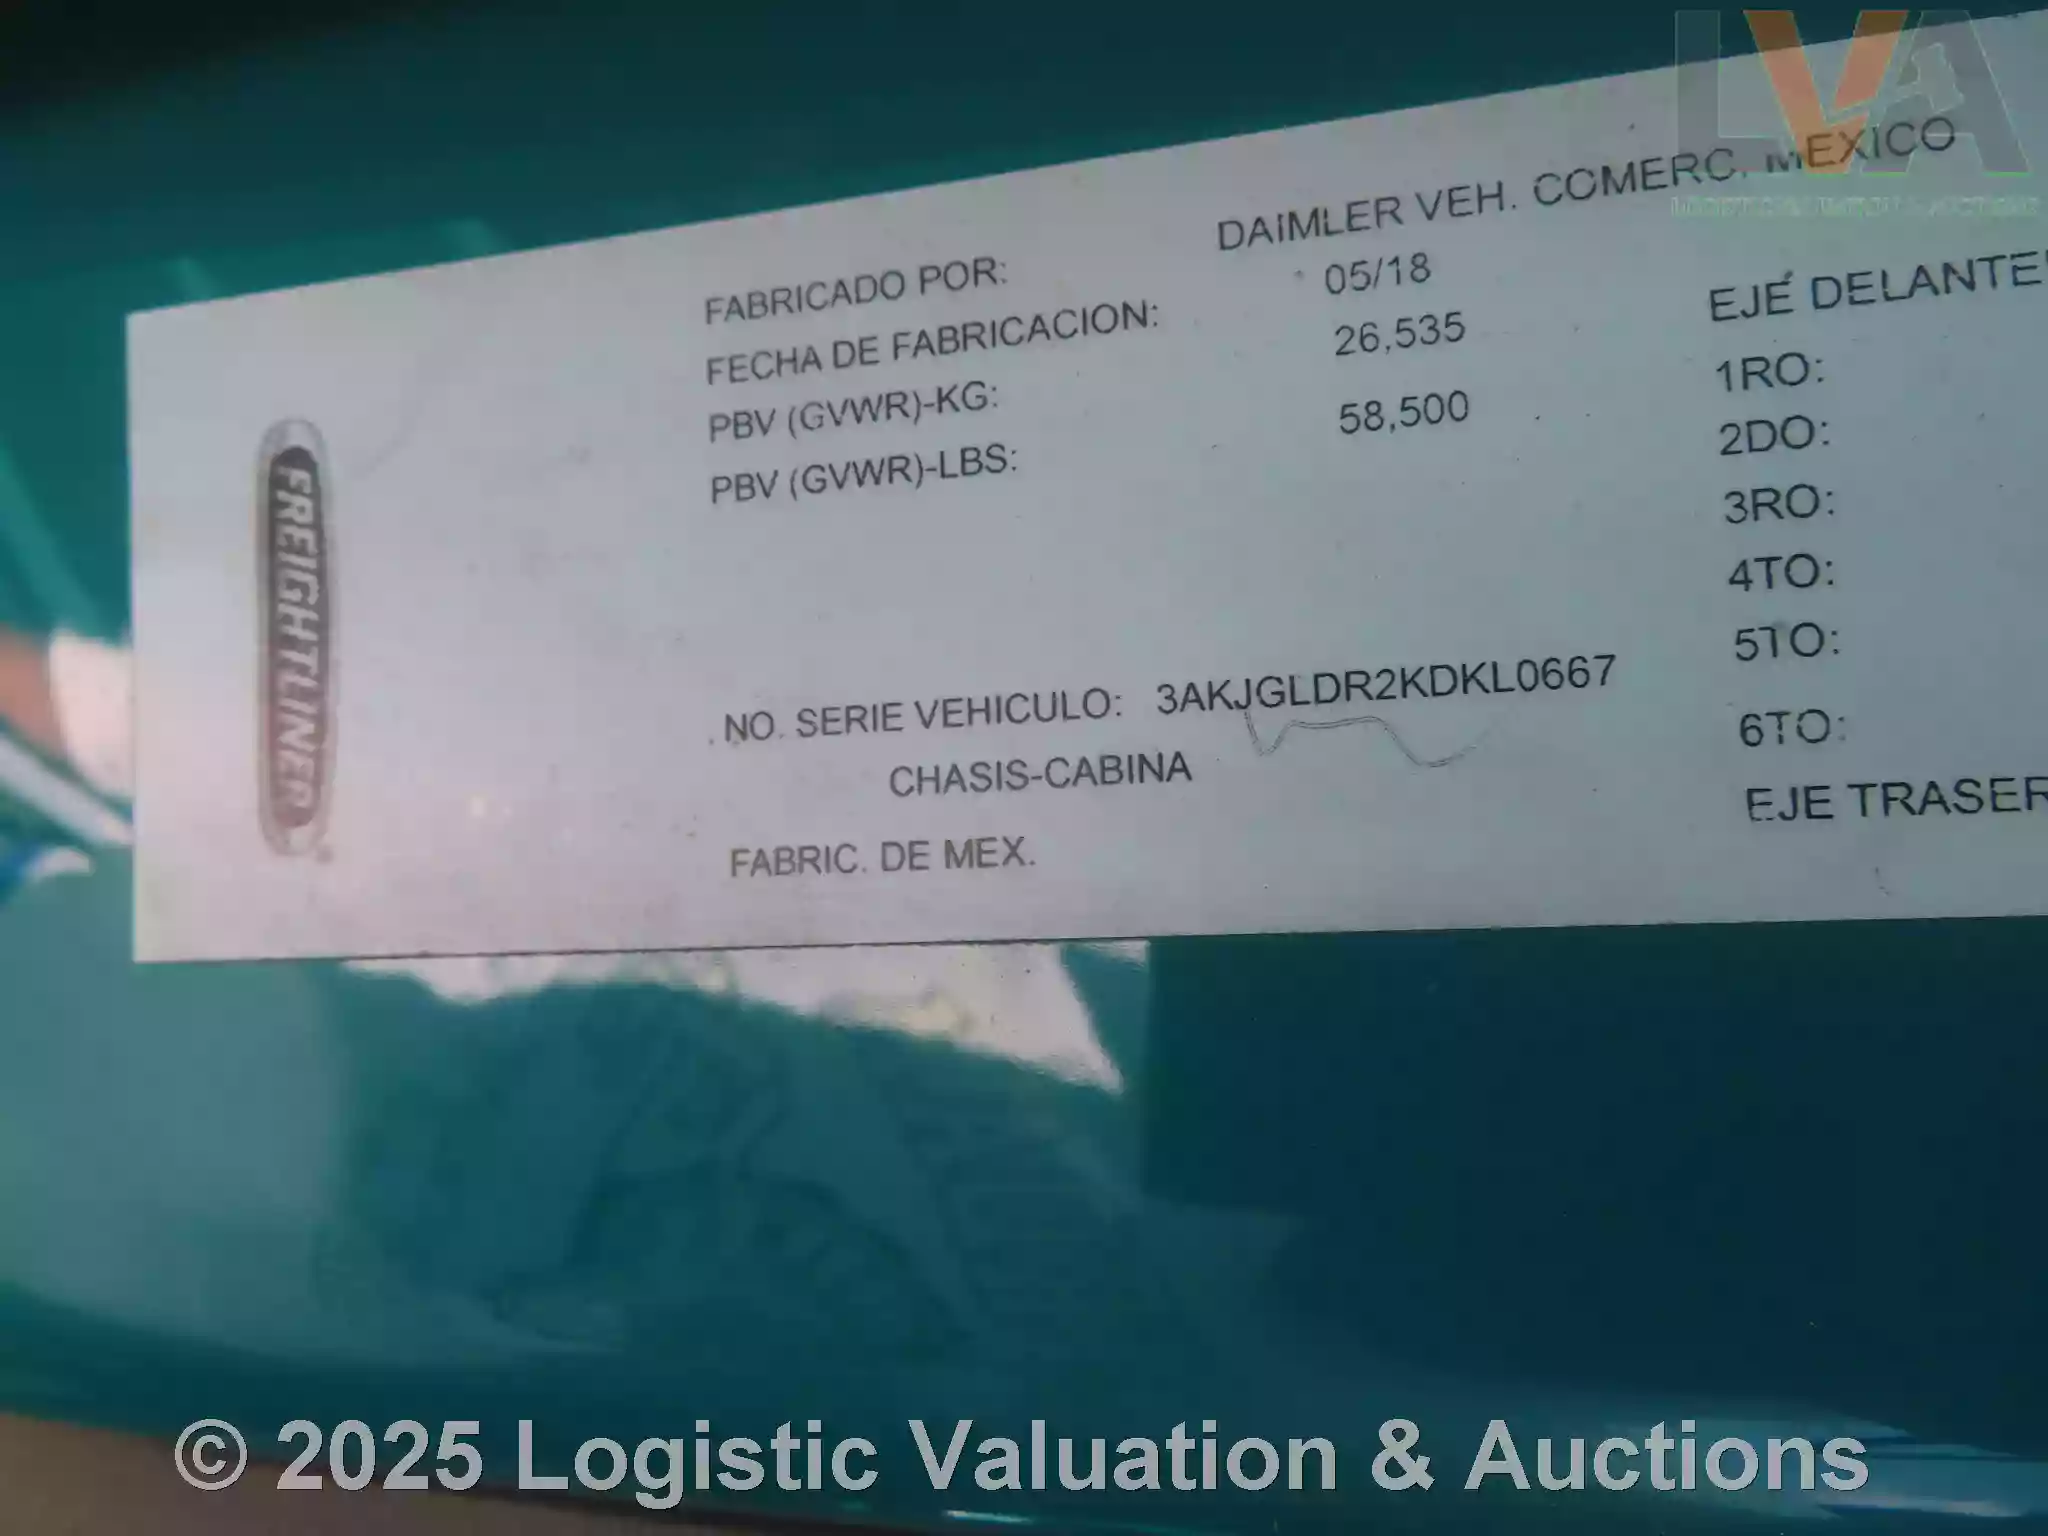 LVA
FABRICADO POR: DAIMLER VEH. COMERC. MEXICO
FECHA DE FABRICACION: 05/18
PBV (GVWR)-KG: 26,535
PBV (GVWR)-LBS: 58,500
NO. SERIE VEHICULO: 3AKJGLDR2KDKL0667
CHASIS-CABINA
FABRIC. DE MEX.
EJE DELANTE
1RO:
2DO:
3RO:
4TO:
5TO:
6TO:
EJE TRASER
FREIGHTLINER
© 2025 Logistic Valuation & Auctions